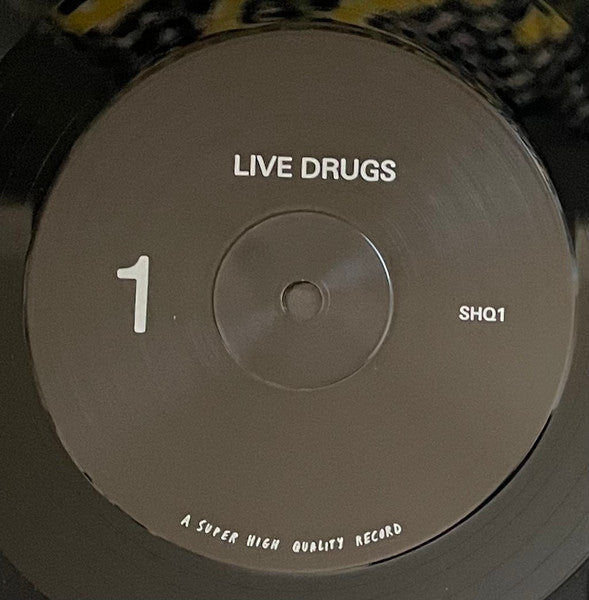 LIVE DRUGS
1
SHQ1
A SUPER HIGH QUALITY RECORD